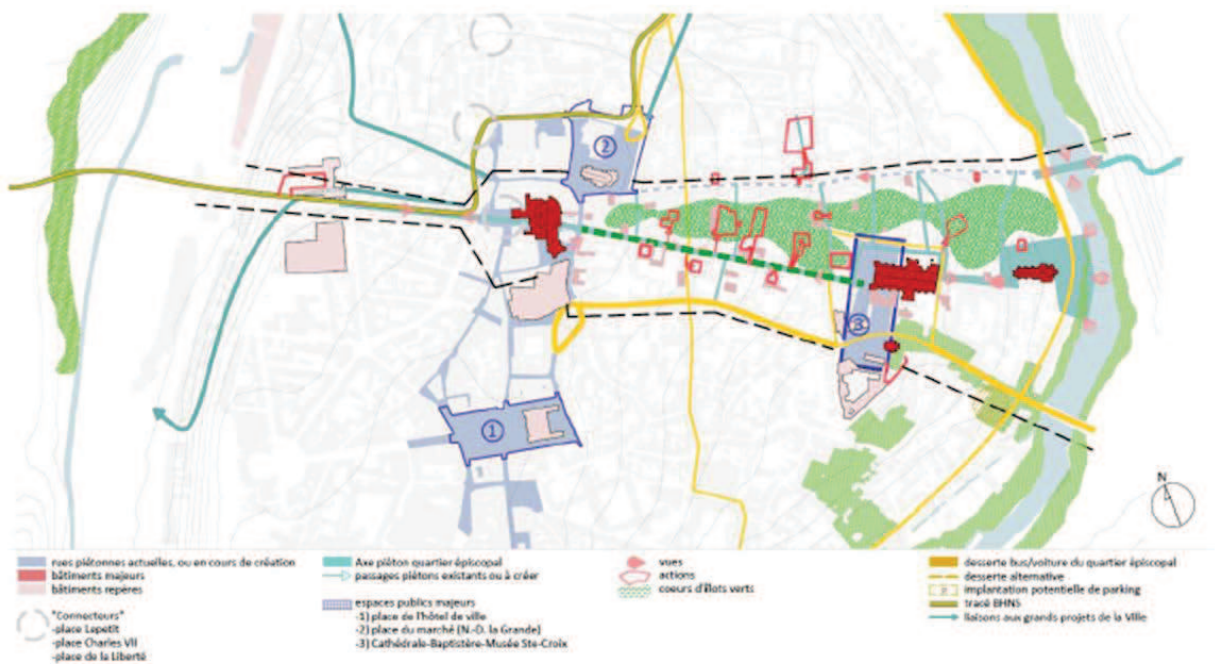 ②
③
①
N
rues piétonnes actuelles, ou en cours de création
bâtiments majeurs
bâtiments repères
"Connecteurs"
-place Lepetit
-place Charles VII
-place de la Liberté
Axe piéton quartier épiscopal
passages piétons existants ou à créer
espaces publics majeurs
-1) place de l'hôtel de ville
-2) place du marché (N.-D. la Grande)
-3) Cathédrale-Baptistère-Musée Ste-Croix
vues
actions
coeurs d'îlots verts
desserte bus/voiture du quartier épiscopal
desserte alternative
implantation potentielle de parking
tracé BHNS
liaisons aux grands projets de la Ville